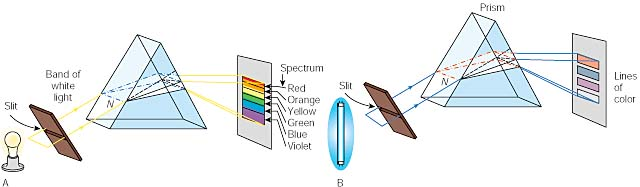 Band of
white
light
Slit
N
Spectrum
Red
Orange
Yellow
Green
Blue
Violet
A
Prism
Slit
N
Lines
of
color
B